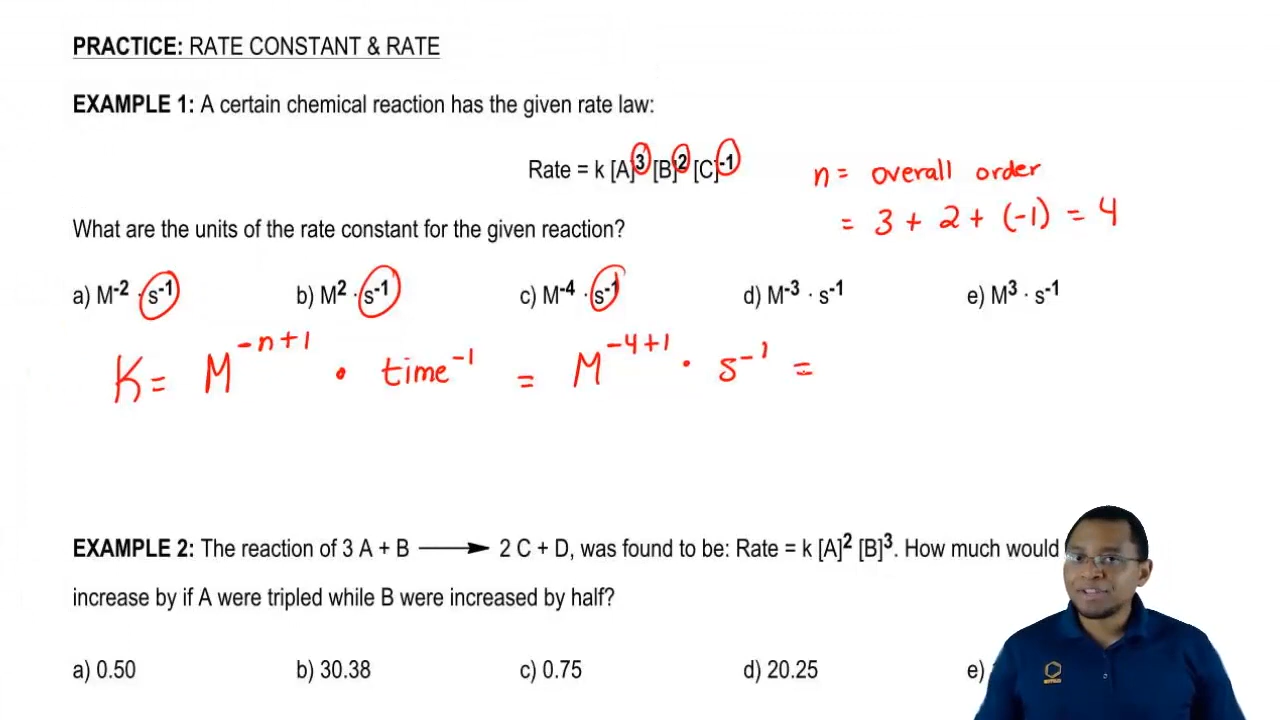 PRACTICE: RATE CONSTANT & RATE
EXAMPLE 1: A certain chemical reaction has the given rate law:
Rate = k [A]³ [B]² [C]⁻¹
n = overall order
= 3 + 2 + (-1) = 4
What are the units of the rate constant for the given reaction?
a) M⁻² · s⁻¹ b) M² · s⁻¹ c) M⁻⁴ · s⁻¹ d) M⁻³ · s⁻¹ e) M³ · s⁻¹
K = M⁻ⁿ⁺¹ · time⁻¹ = M⁻⁴⁺¹ · s⁻¹ =
EXAMPLE 2: The reaction of 3 A + B ⟶ 2 C + D, was found to be: Rate = k [A]² [B]³. How much would
increase by if A were tripled while B were increased by half?
a) 0.50 b) 30.38 c) 0.75 d) 20.25 e)